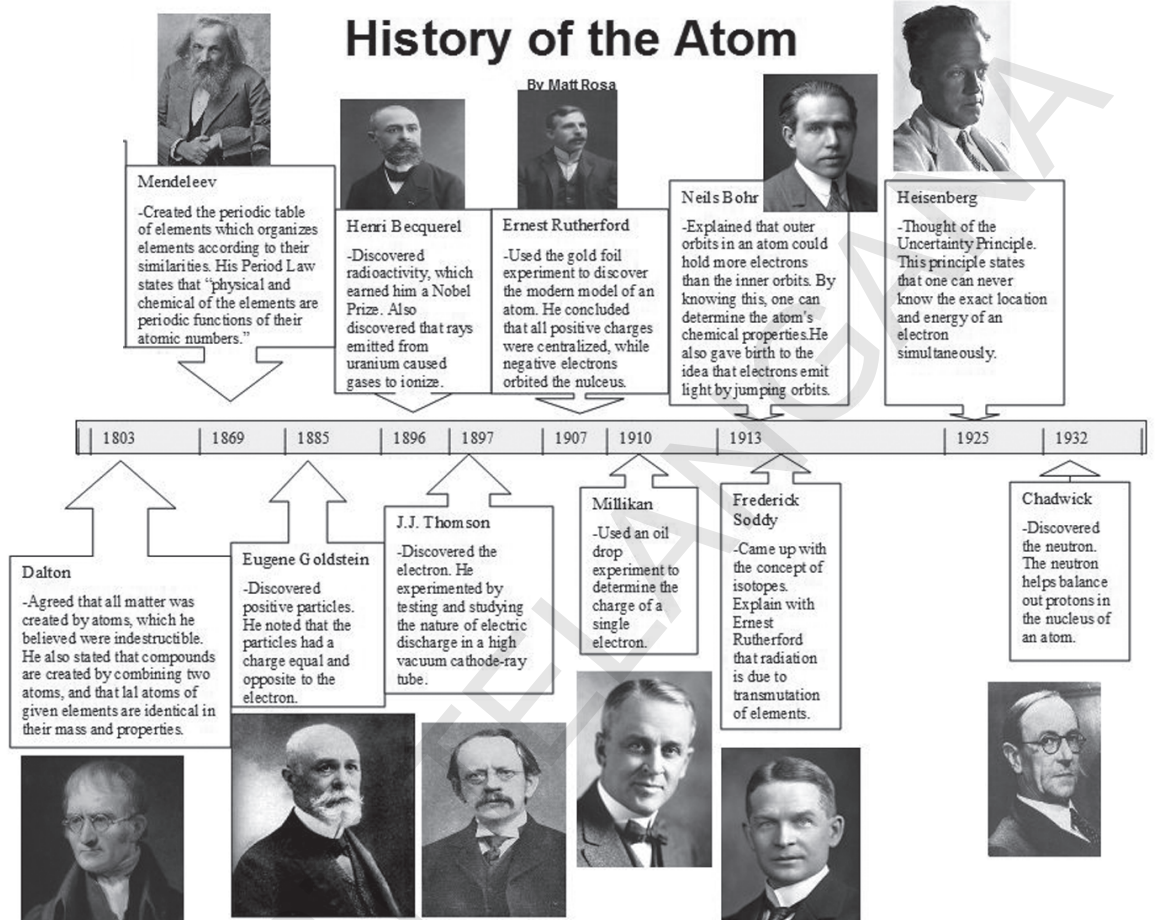 History of the Atom
By Matt Rosa
Mendeleev
-Created the periodic table
of elements which organizes
elements according to their
similarities. His Period Law
states that “physical and
chemical of the elements are
periodic functions of their
atomic numbers.”
Henri Becquerel
-Discovered
radioactivity, which
earned him a Nobel
Prize. Also
discovered that rays
emitted from
uranium caused
gases to ionize.
Ernest Rutherford
-Used the gold foil
experiment to discover
the modern model of an
atom. He concluded
that all positive charges
were centralized, while
negative electrons
orbited the nulceus.
Neils Bohr
-Explained that outer
orbits in an atom could
hold more electrons
than the inner orbits. By
knowing this, one can
determine the atom's
chemical properties.He
also gave birth to the
idea that electrons emit
light by jumping orbits.
Heisenberg
-Thought of the
Uncertainty Principle.
This principle states
that one can never
know the exact location
and energy of an
electron
simultaneously.
1803 1869 1885 1896 1897 1907 1910 1913 1925 1932
Dalton
-Agreed that all matter was
created by atoms, which he
believed were indestructible.
He also stated that compounds
are created by combining two
atoms, and that lal atoms of
given elements are identical in
their mass and properties.
Eugene Goldstein
-Discovered
positive particles.
He noted that the
particles had a
charge equal and
opposite to the
electron.
J.J. Thomson
-Discovered the
electron. He
experimented by
testing and studying
the nature of electric
discharge in a high
vacuum cathode-ray
tube.
Millikan
-Used an oil
drop
experiment to
determine the
charge of a
single
electron.
Frederick
Soddy
-Came up with
the concept of
isotopes.
Explain with
Ernest
Rutherford
that radiation
is due to
transmutation
of elements.
Chadwick
-Discovered
the neutron.
The neutron
helps balance
out protons in
the nucleus of
an atom.
TELANGANA